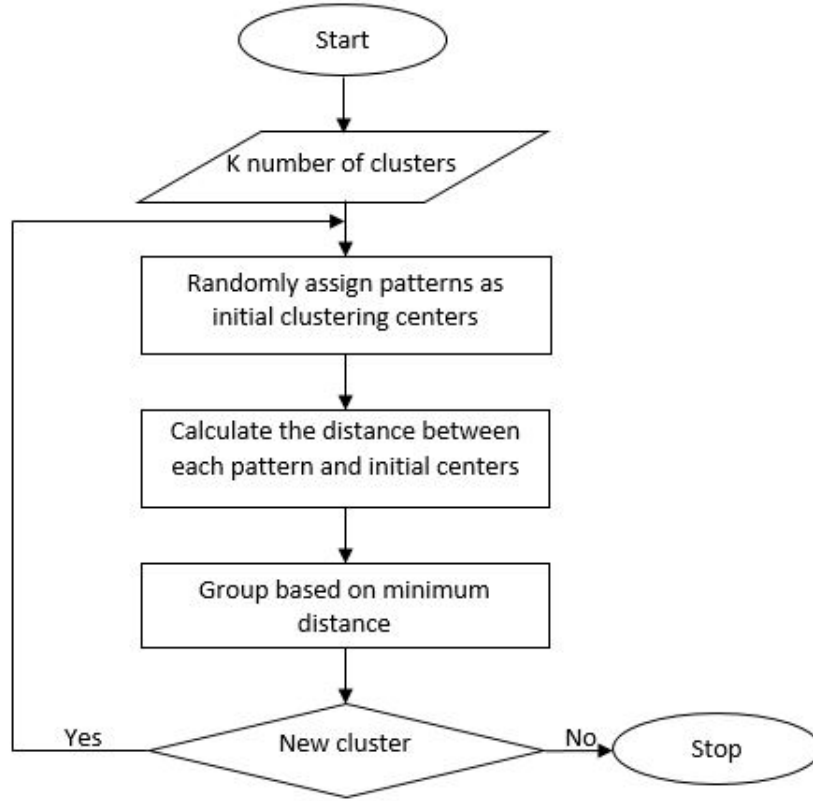 Start
K number of clusters
Randomly assign patterns as
initial clustering centers
Calculate the distance between
each pattern and initial centers
Group based on minimum
distance
Yes
New cluster
No
Stop